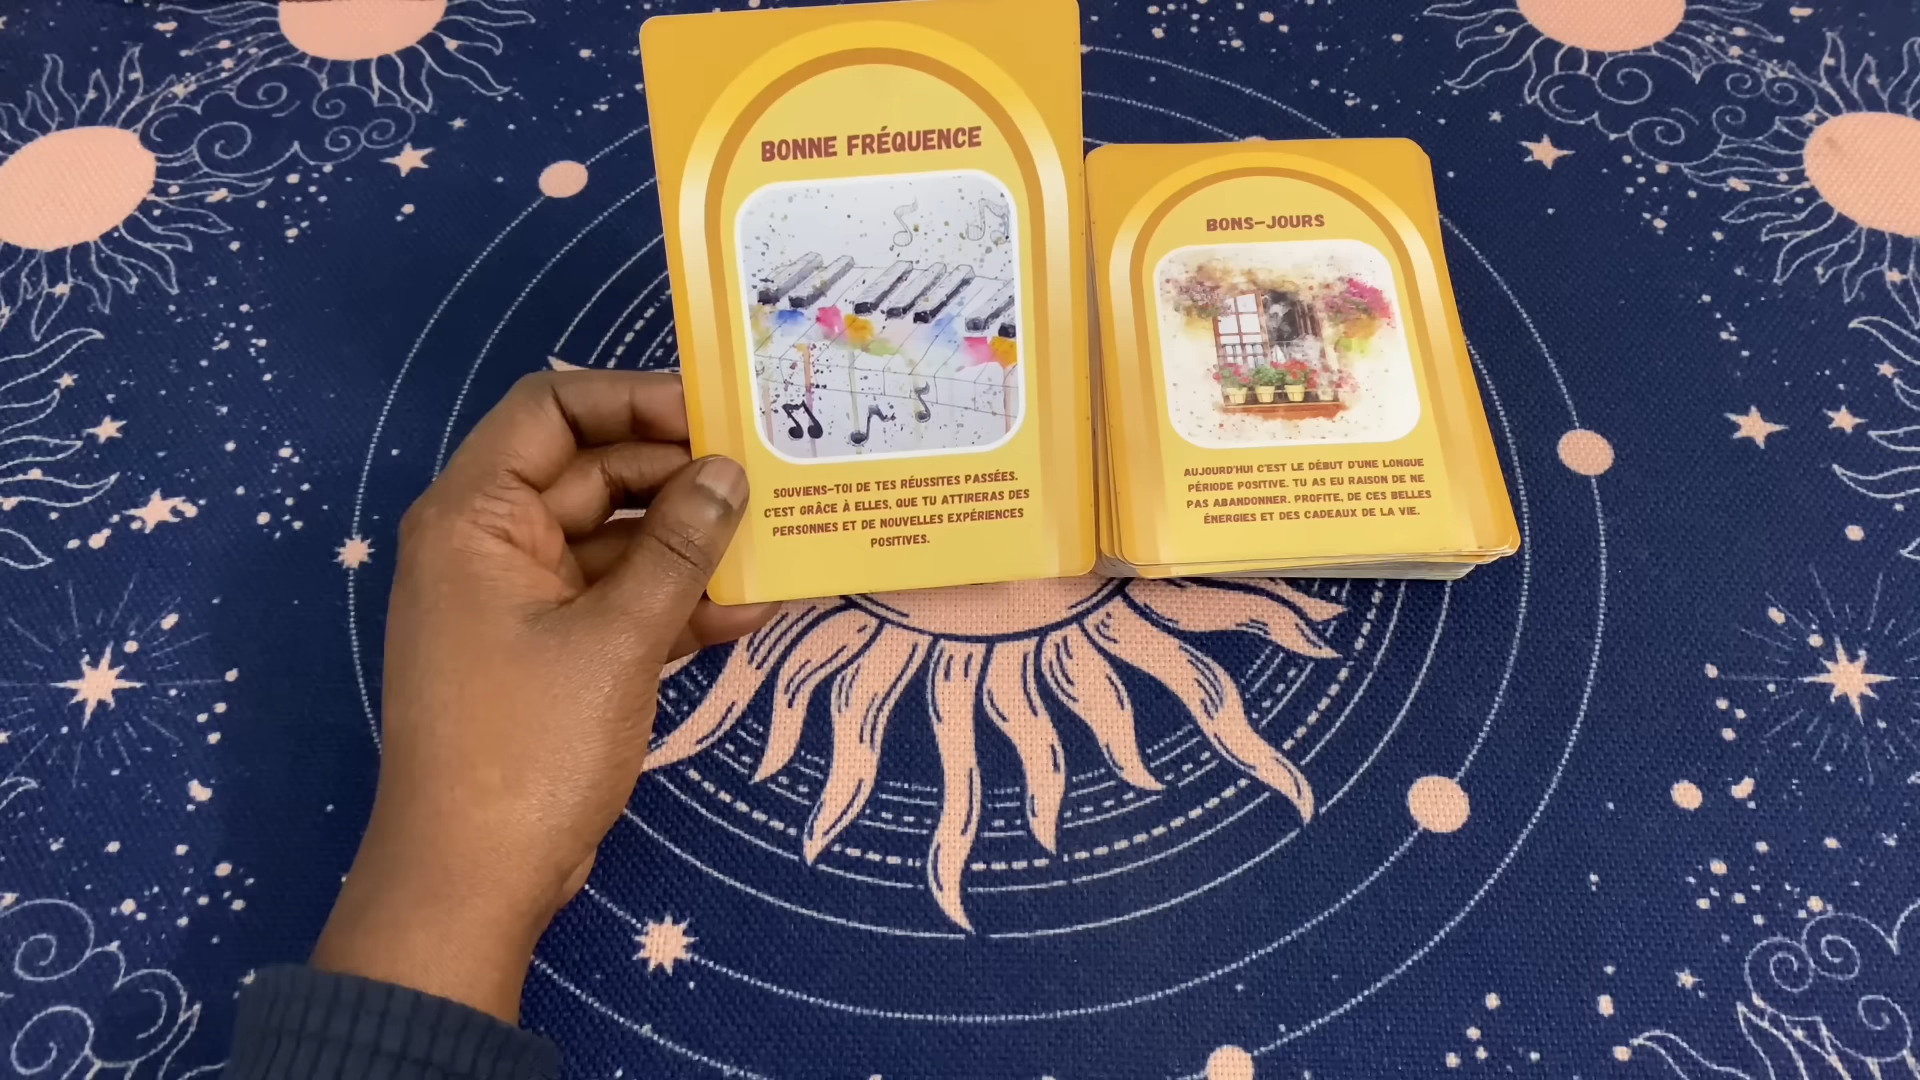 BONNE FRÉQUENCE
SOUVIENS-TOI DE TES RÉUSSITES PASSÉES.
C'EST GRÂCE À ELLES, QUE TU ATTIRERAS DES
PERSONNES ET DE NOUVELLES EXPÉRIENCES
POSITIVES.
BONS-JOURS
AUJOURD'HUI C'EST LE DÉBUT D'UNE LONGUE
PÉRIODE POSITIVE. TU AS EU RAISON DE NE
PAS ABANDONNER. PROFITE, DE CES BELLES
ÉNERGIES ET DES CADEAUX DE LA VIE.